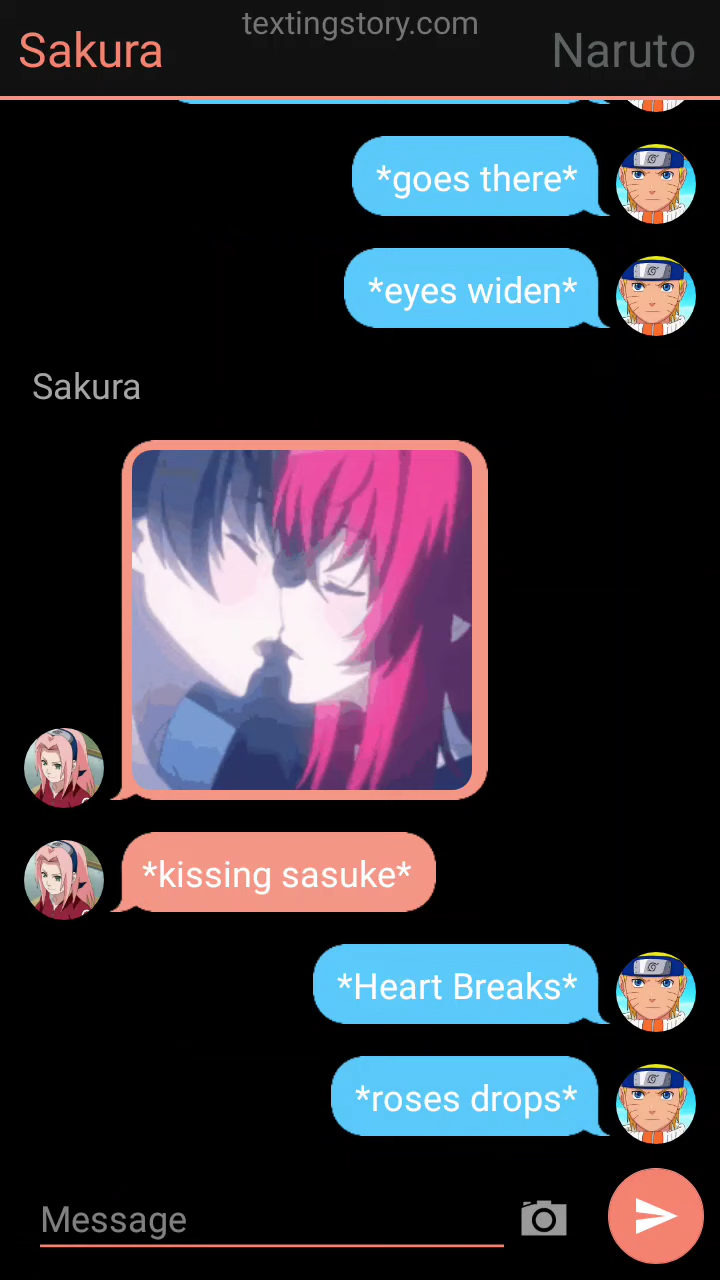 textingstory.com
Sakura
Naruto
*goes there*
*eyes widen*
Sakura
*kissing sasuke*
*Heart Breaks*
*roses drops*
Message